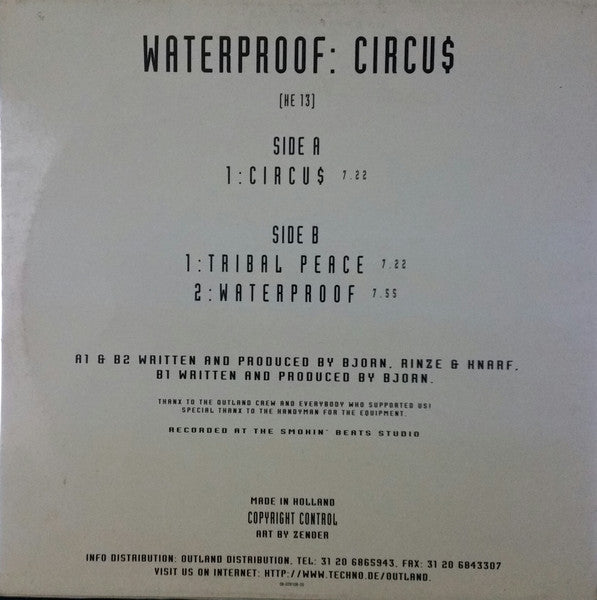 WATERPROOF: CIRCU$
(HE 13)
SIDE A
1:CIRCU$ 7.22
SIDE B
1:TRIBAL PEACE 7.22
2:WATERPROOF 7.55
A1 & B2 WRITTEN AND PRODUCED BY BJORN, RINZE & KNARF,
B1 WRITTEN AND PRODUCED BY BJORN.
THANX TO THE OUTLAND CREW AND EVERYBODY WHO SUPPORTED US!
SPECIAL THANX TO THE HANDYMAN FOR THE EQUIPMENT.
RECORDED AT THE SMOKIN' BEATS STUDIO
MADE IN HOLLAND
COPYRIGHT CONTROL
ART BY ZENDER
INFO DISTRIBUTION: OUTLAND DISTRIBUTION, TEL: 31 20 6865943, FAX: 31 20 6843307
VISIT US ON INTERNET: HTTP://WWW.TECHNO.DE/OUTLAND.